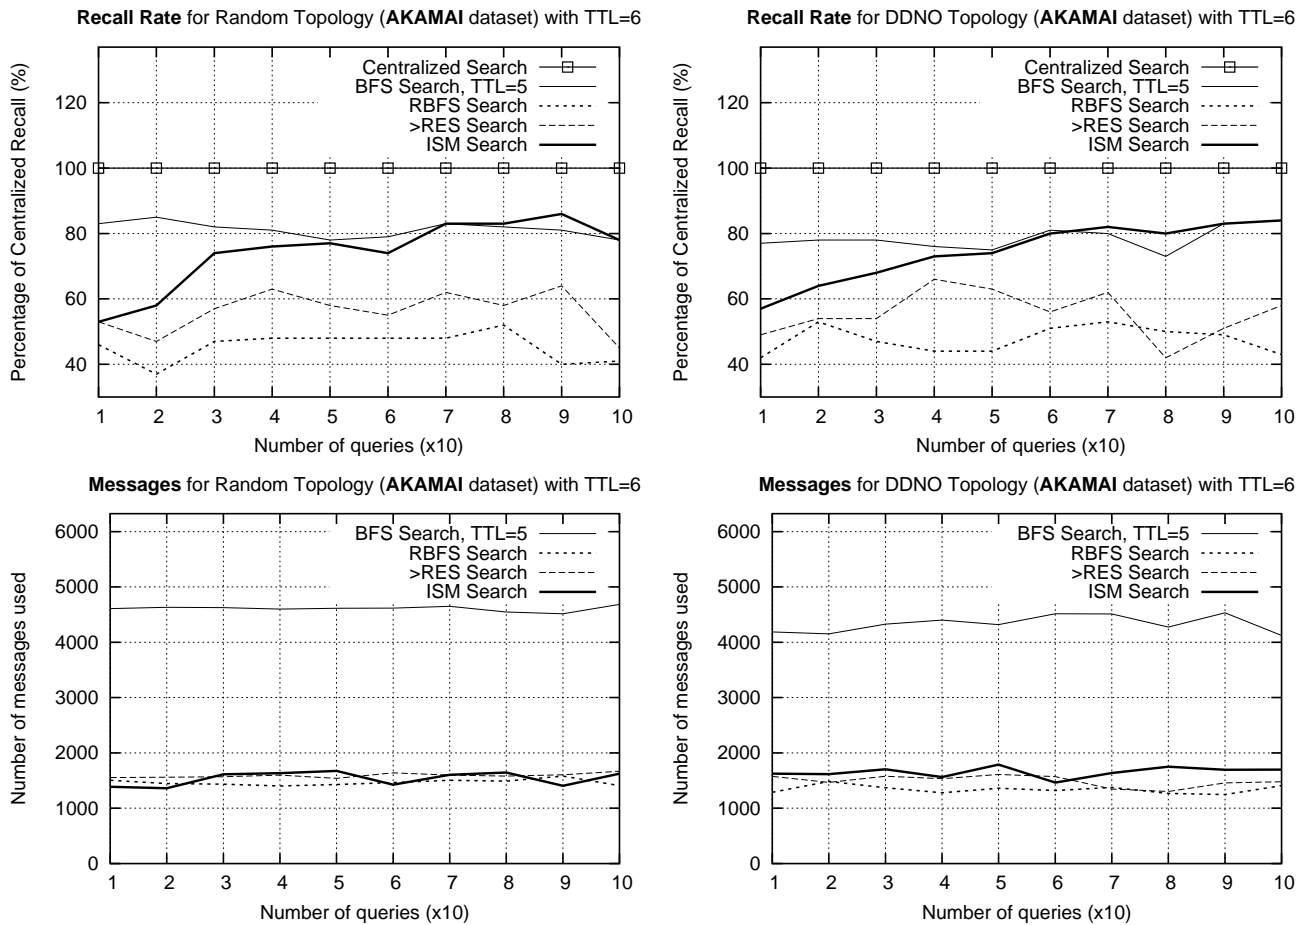 Recall Rate for Random Topology (AKAMAI dataset) with TTL=6
Percentage of Centralized Recall (%)
Centralized Search
BFS Search, TTL=5
RBFS Search
>RES Search
ISM Search
120
100
80
60
40
1 2 3 4 5 6 7 8 9 10
Number of queries (x10)
Recall Rate for DDNO Topology (AKAMAI dataset) with TTL=6
Percentage of Centralized Recall (%)
Centralized Search
BFS Search, TTL=5
RBFS Search
>RES Search
ISM Search
120
100
80
60
40
1 2 3 4 5 6 7 8 9 10
Number of queries (x10)
Messages for Random Topology (AKAMAI dataset) with TTL=6
Number of messages used
BFS Search, TTL=5
RBFS Search
>RES Search
ISM Search
6000
5000
4000
3000
2000
1000
0
1 2 3 4 5 6 7 8 9 10
Number of queries (x10)
Messages for DDNO Topology (AKAMAI dataset) with TTL=6
Number of messages used
BFS Search, TTL=5
RBFS Search
>RES Search
ISM Search
6000
5000
4000
3000
2000
1000
0
1 2 3 4 5 6 7 8 9 10
Number of queries (x10)